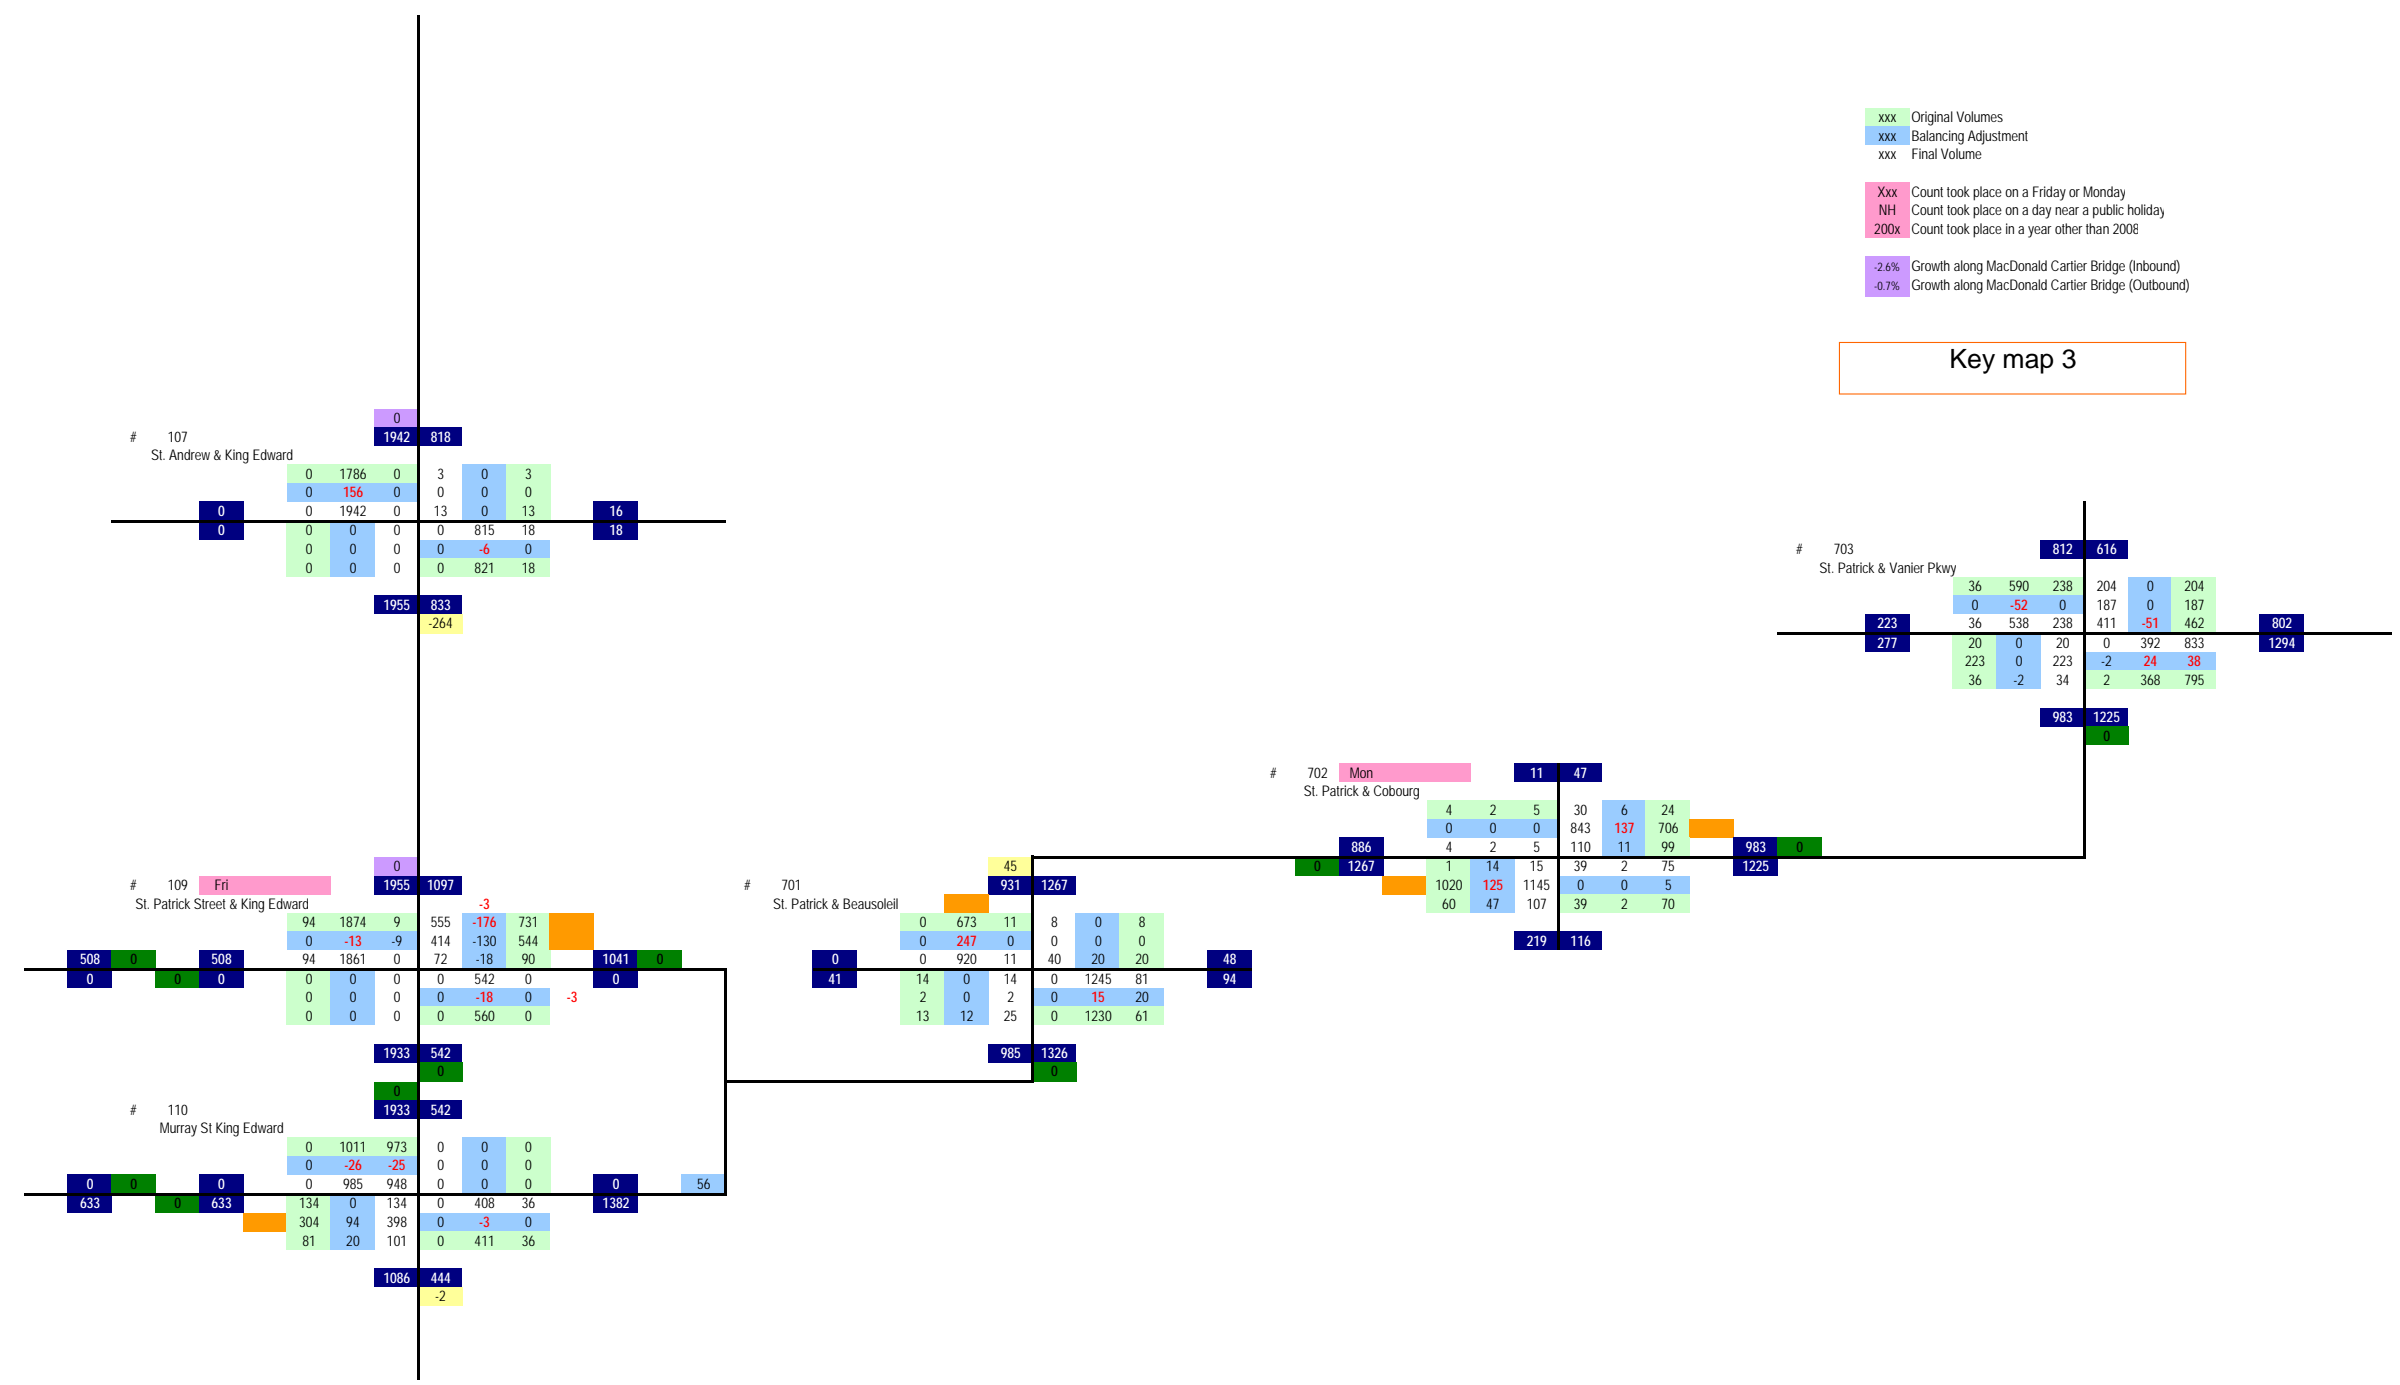 xxx Original Volumes
xxx Balancing Adjustment
xxx Final Volume
Xxx Count took place on a Friday or Monday
NH Count took place on a day near a public holiday
200x Count took place in a year other than 2008
-2.6% Growth along MacDonald Cartier Bridge (Inbound)
-0.7% Growth along MacDonald Cartier Bridge (Outbound)
Key map 3
0
# 107 1942 818
St. Andrew & King Edward
0 1786 0 3 0 3
0 156 0 0 0 0
0 0 1942 0 13 0 13 16
0 0 0 0 0 815 18 18
0 0 0 0 -6 0
0 0 0 0 821 18
1955 833
-264
# 703 812 616
St. Patrick & Vanier Pkwy
36 590 238 204 0 204
0 -52 0 187 0 187
223 36 538 238 411 -51 462 802
277 20 0 20 0 392 833 1294
223 0 223 -2 24 38
36 -2 34 2 368 795
983 1225
0
# 702 Mon 11 47
St. Patrick & Cobourg
4 2 5 30 6 24
0 0 0 843 137 706
886 4 2 5 110 11 99 983 0
0 1267 1 14 15 39 2 75 1225
1020 125 1145 0 0 5
60 47 107 39 2 70
219 116
0
# 109 Fri 1955 1097
St. Patrick Street & King Edward -3
94 1874 9 555 -176 731
0 -13 -9 414 -130 544
508 0 508 94 1861 0 72 -18 90 1041 0
0 0 0 0 0 0 0 542 0 0
0 0 0 0 -18 0 -3
0 0 0 0 560 0
1933 542
0
45
# 701 931 1267
St. Patrick & Beausoleil
0 673 11 8 0 8
0 247 0 0 0 0
0 0 920 11 40 20 20 48
41 14 0 14 0 1245 81 94
2 0 2 0 15 20
13 12 25 0 1230 61
985 1326
0
0
# 110 1933 542
Murray St King Edward
0 1011 973 0 0 0
0 -26 -25 0 0 0
0 0 0 0 985 948 0 0 0 0 56
633 0 633 134 0 134 0 408 36 1382
304 94 398 0 -3 0
81 20 101 0 411 36
1086 444
-2